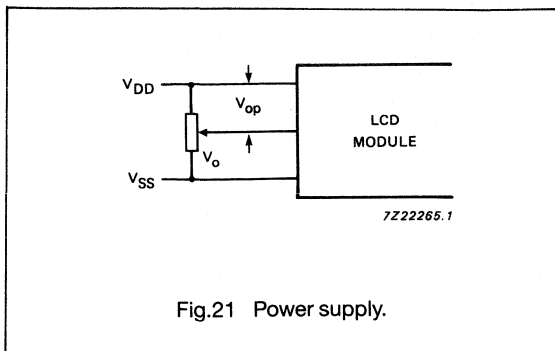 VDD
Vop
LCD
MODULE
Vo
VSS
7Z22265.1
Fig.21 Power supply.